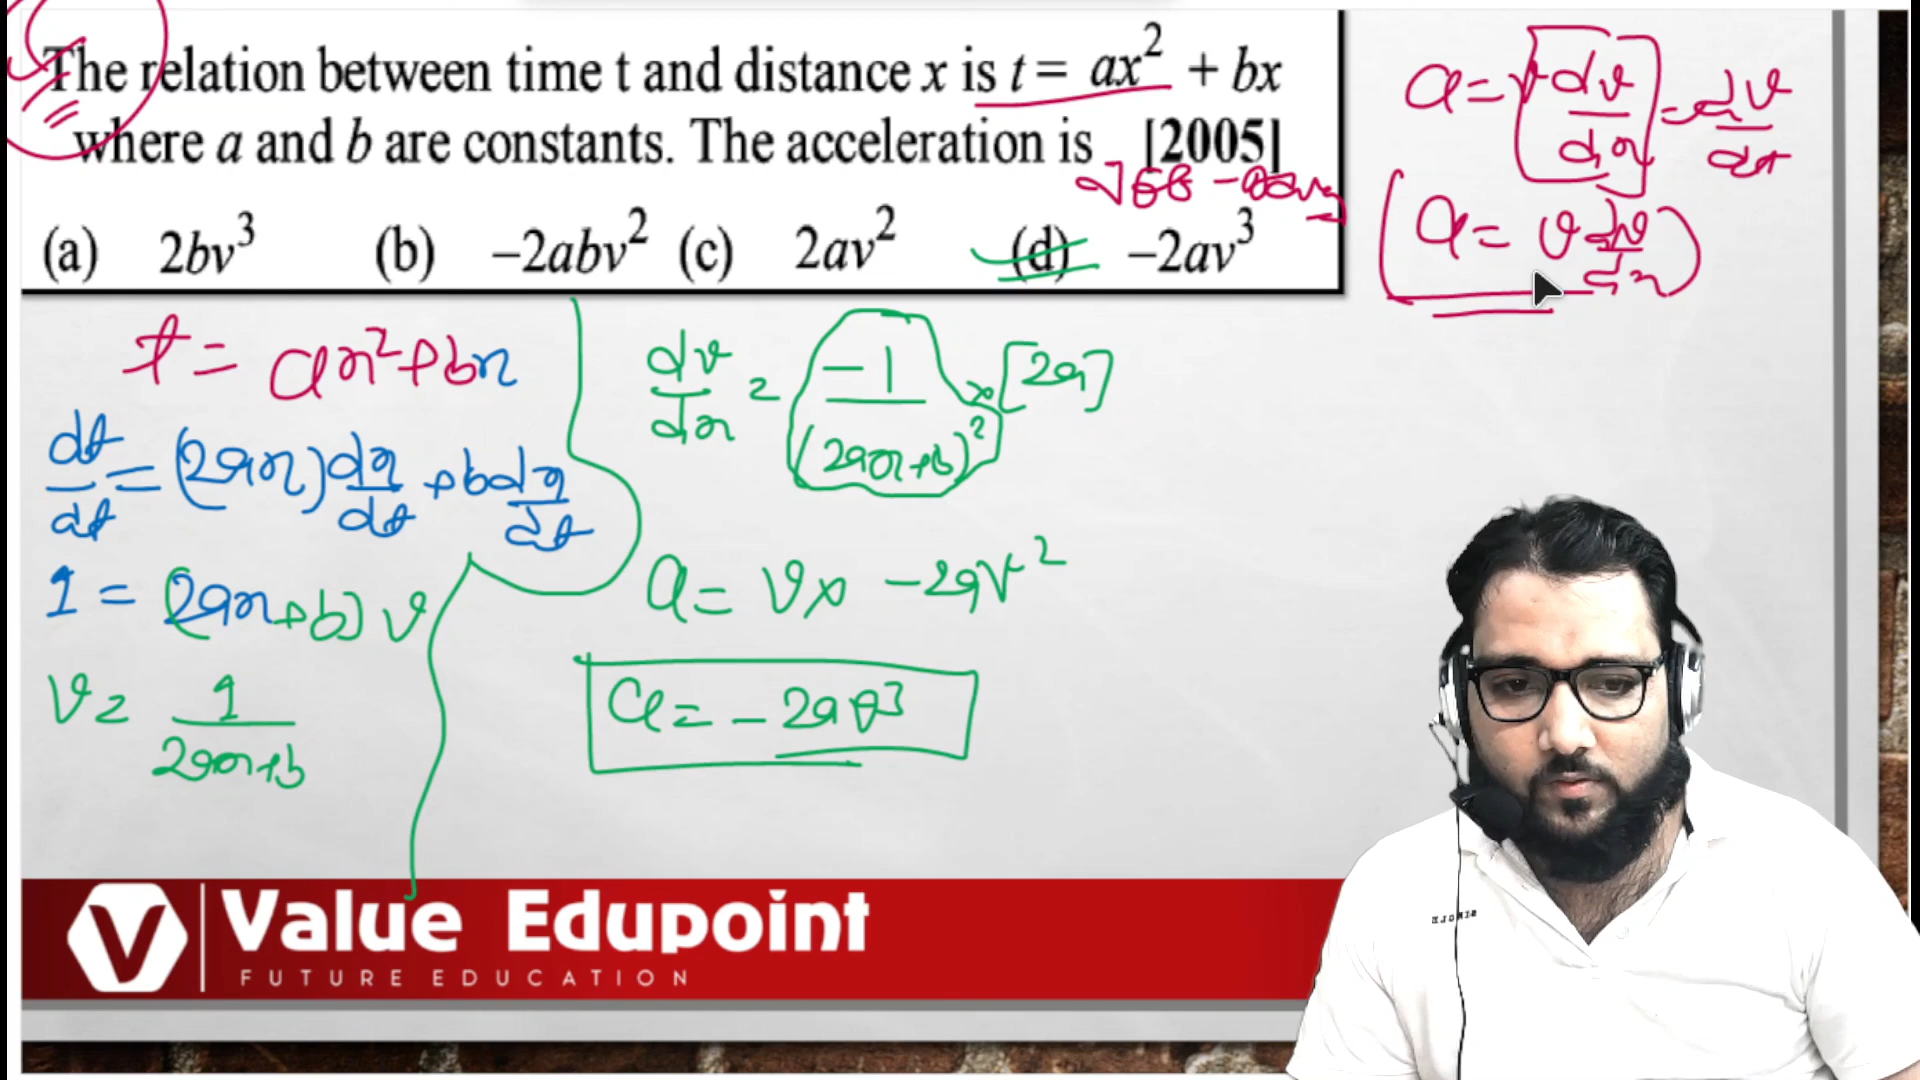 The relation between time t and distance x is t = ax² + bx
where a and b are constants. The acceleration is [2005]
(a) 2bv³ (b) –2abv² (c) 2av² (d) –2av³
a = v dv/dx = dv/dt
a = v dv/dx
t = ax² + bx
dt/dt = (2ax) dx/dt + b dx/dt
1 = (2ax + b) v
v = 1/(2ax+b)
dv/dx = -1/(2ax+b)² × [2a]
a = v × -2av²
a = -2av³
Value Edupoint
FUTURE EDUCATION